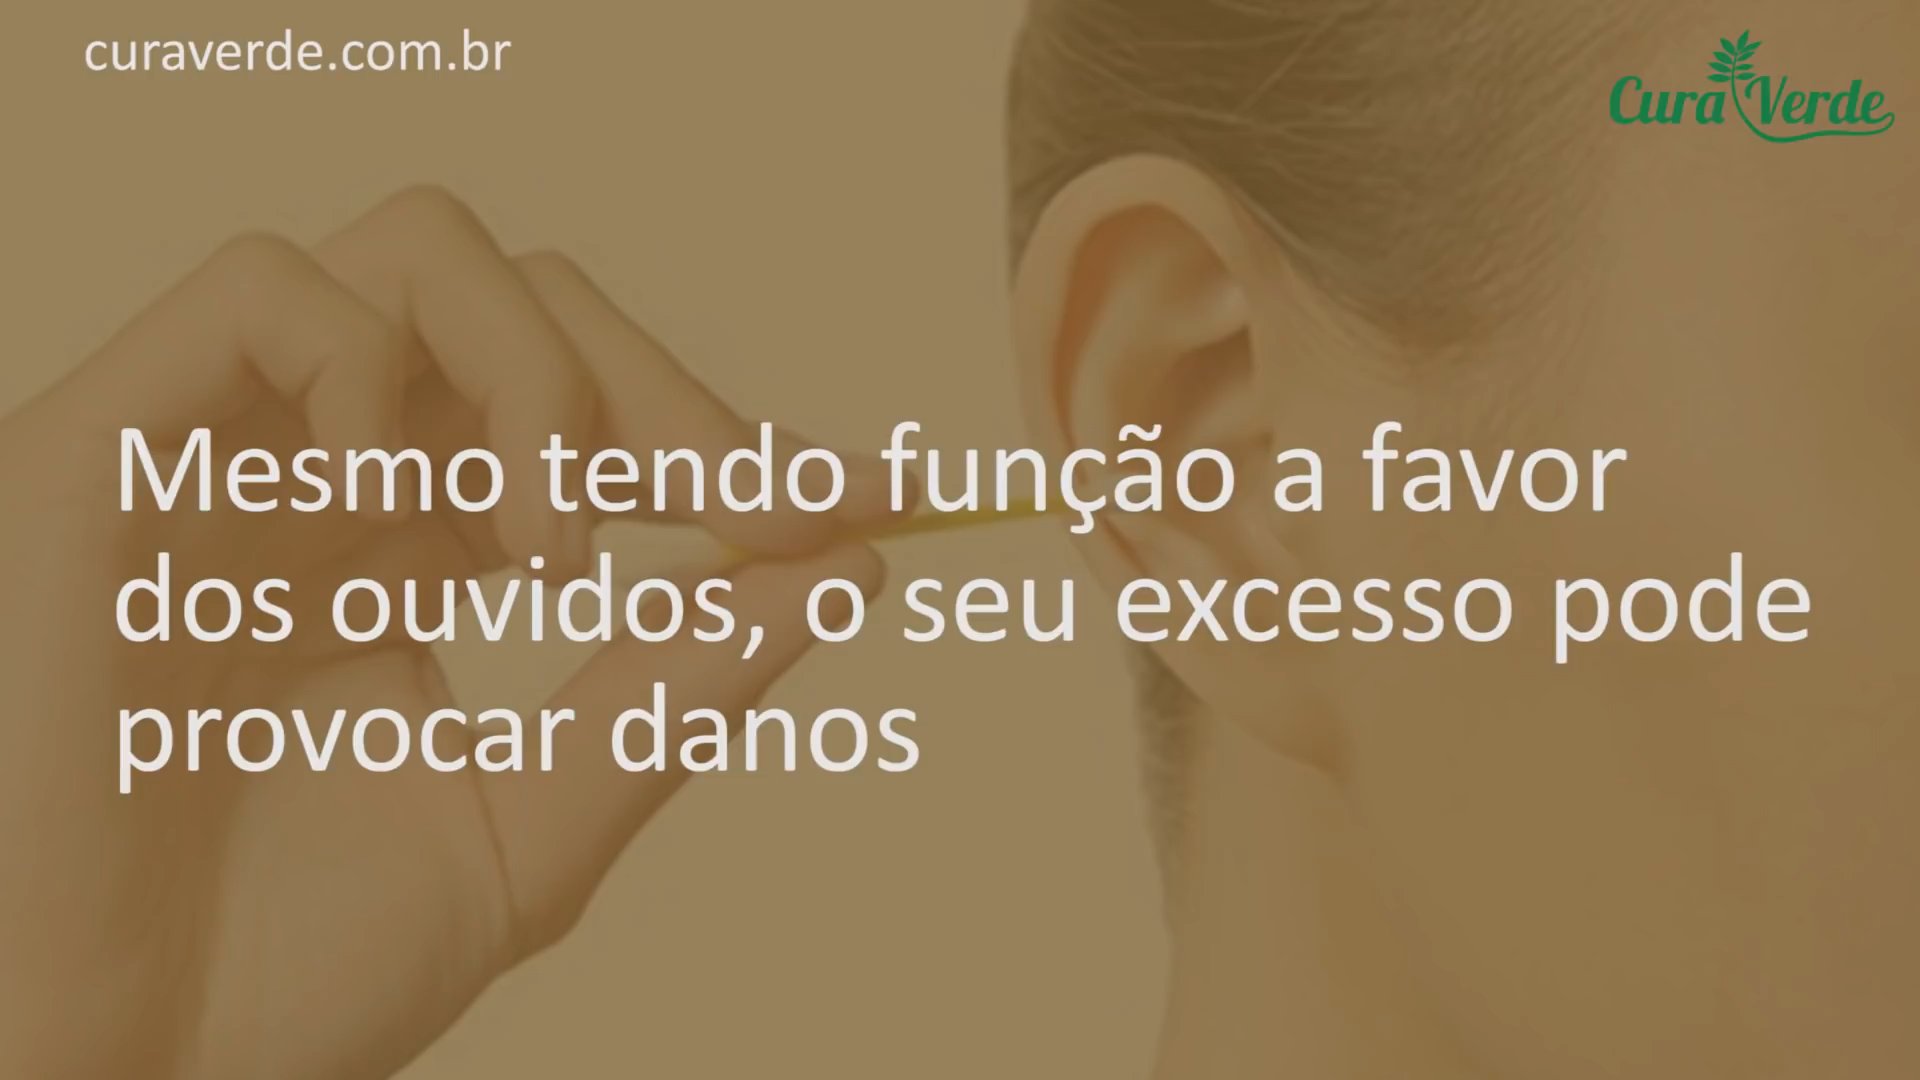 curaverde.com.br
Cura Verde
Mesmo tendo função a favor
dos ouvidos, o seu excesso pode
provocar danos